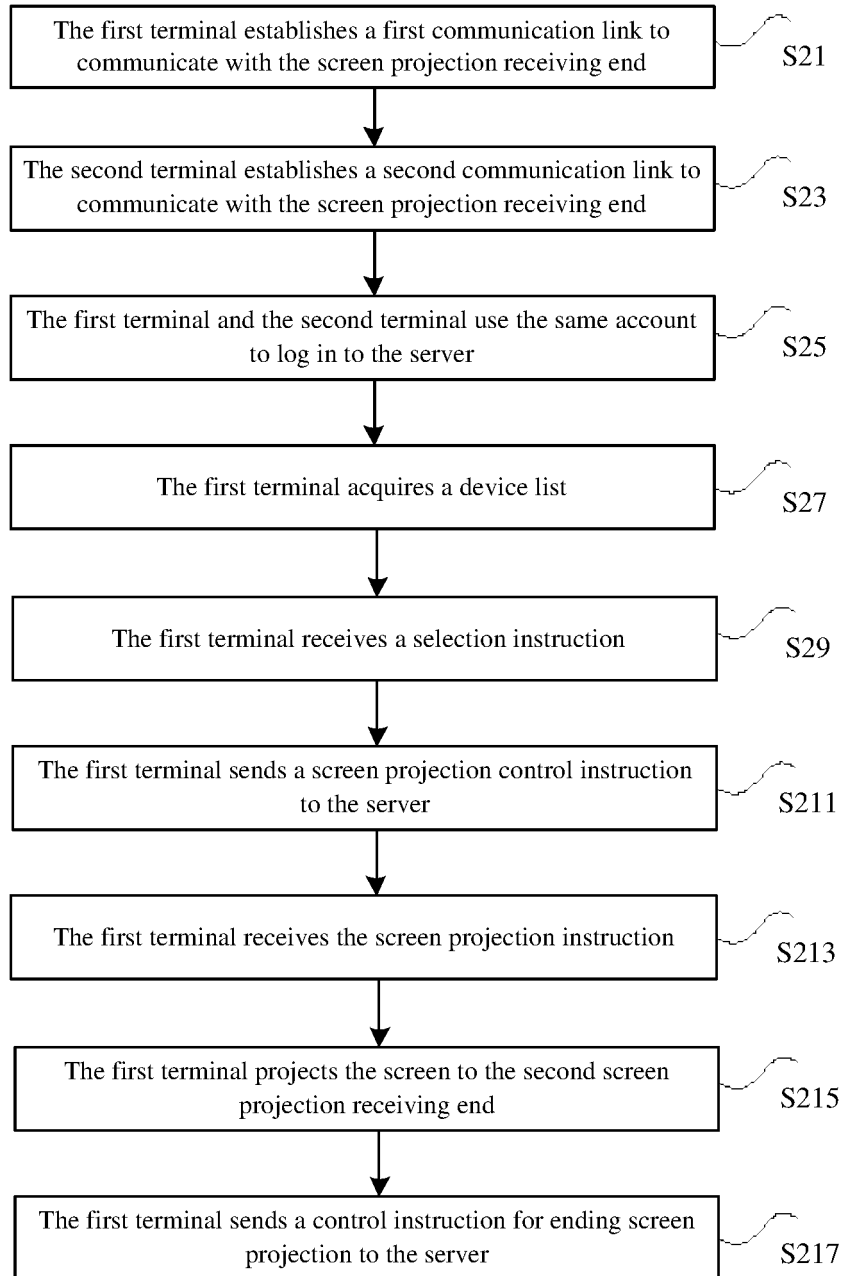 The first terminal establishes a first communication link to
communicate with the screen projection receiving end
S21
The second terminal establishes a second communication link to
communicate with the screen projection receiving end
S23
The first terminal and the second terminal use the same account
to log in to the server
S25
The first terminal acquires a device list
S27
The first terminal receives a selection instruction
S29
The first terminal sends a screen projection control instruction
to the server
S211
The first terminal receives the screen projection instruction
S213
The first terminal projects the screen to the second screen
projection receiving end
S215
The first terminal sends a control instruction for ending screen
projection to the server
S217